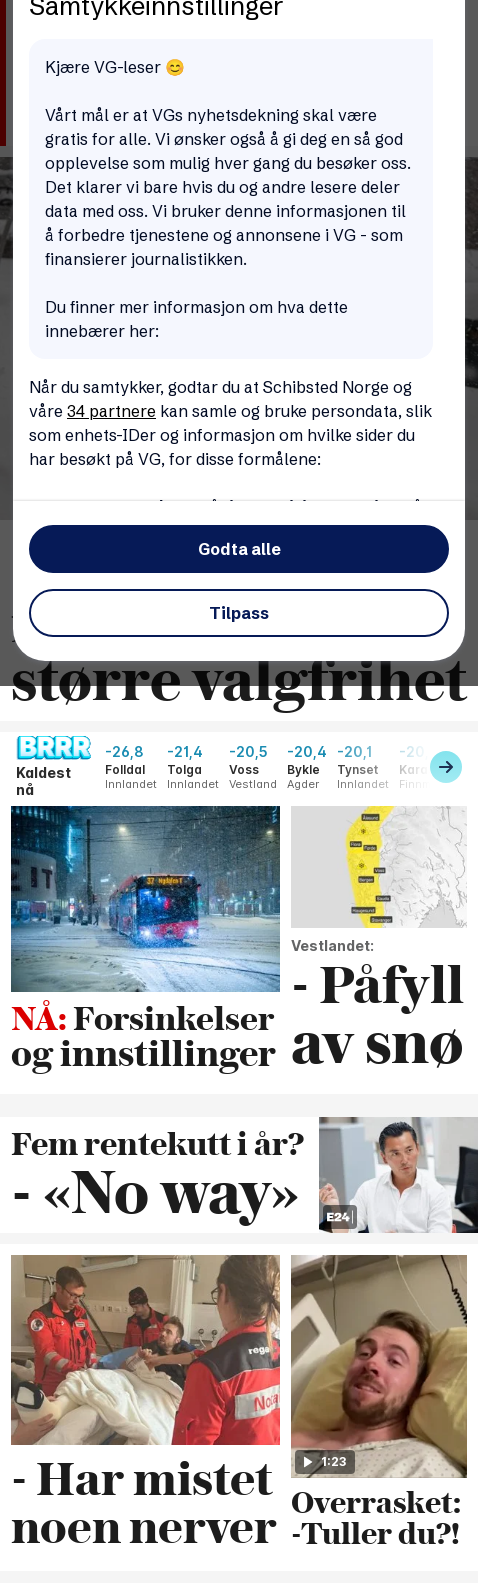 Samtykkeinnstillinger
Kjære VG-leser 😊
Vårt mål er at VGs nyhetsdekning skal være
gratis for alle. Vi ønsker også å gi deg en så god
opplevelse som mulig hver gang du besøker oss.
Det klarer vi bare hvis du og andre lesere deler
data med oss. Vi bruker denne informasjonen til
å forbedre tjenestene og annonsene i VG - som
finansierer journalistikken.
Du finner mer informasjon om hva dette
innebærer her:
Når du samtykker, godtar du at Schibsted Norge og
våre 34 partnere kan samle og bruke persondata, slik
som enhets-IDer og informasjon om hvilke sider du
har besøkt på VG, for disse formålene:
Godta alle
Tilpass
større valgfrihet
BRRR
Kaldest
nå
-26,8
Folldal
Innlandet
-21,4
Tolga
Innlandet
-20,5
Voss
Vestland
-20,4
Bykle
Agder
-20,1
Tynset
Innlandet
37
NÅ: Forsinkelser
og innstillinger
Vestlandet:
- Påfyll
av snø
Fem rentekutt i år?
- «No way»
E24
- Har mistet
noen nerver
1:23
Overrasket:
-Tuller du?!